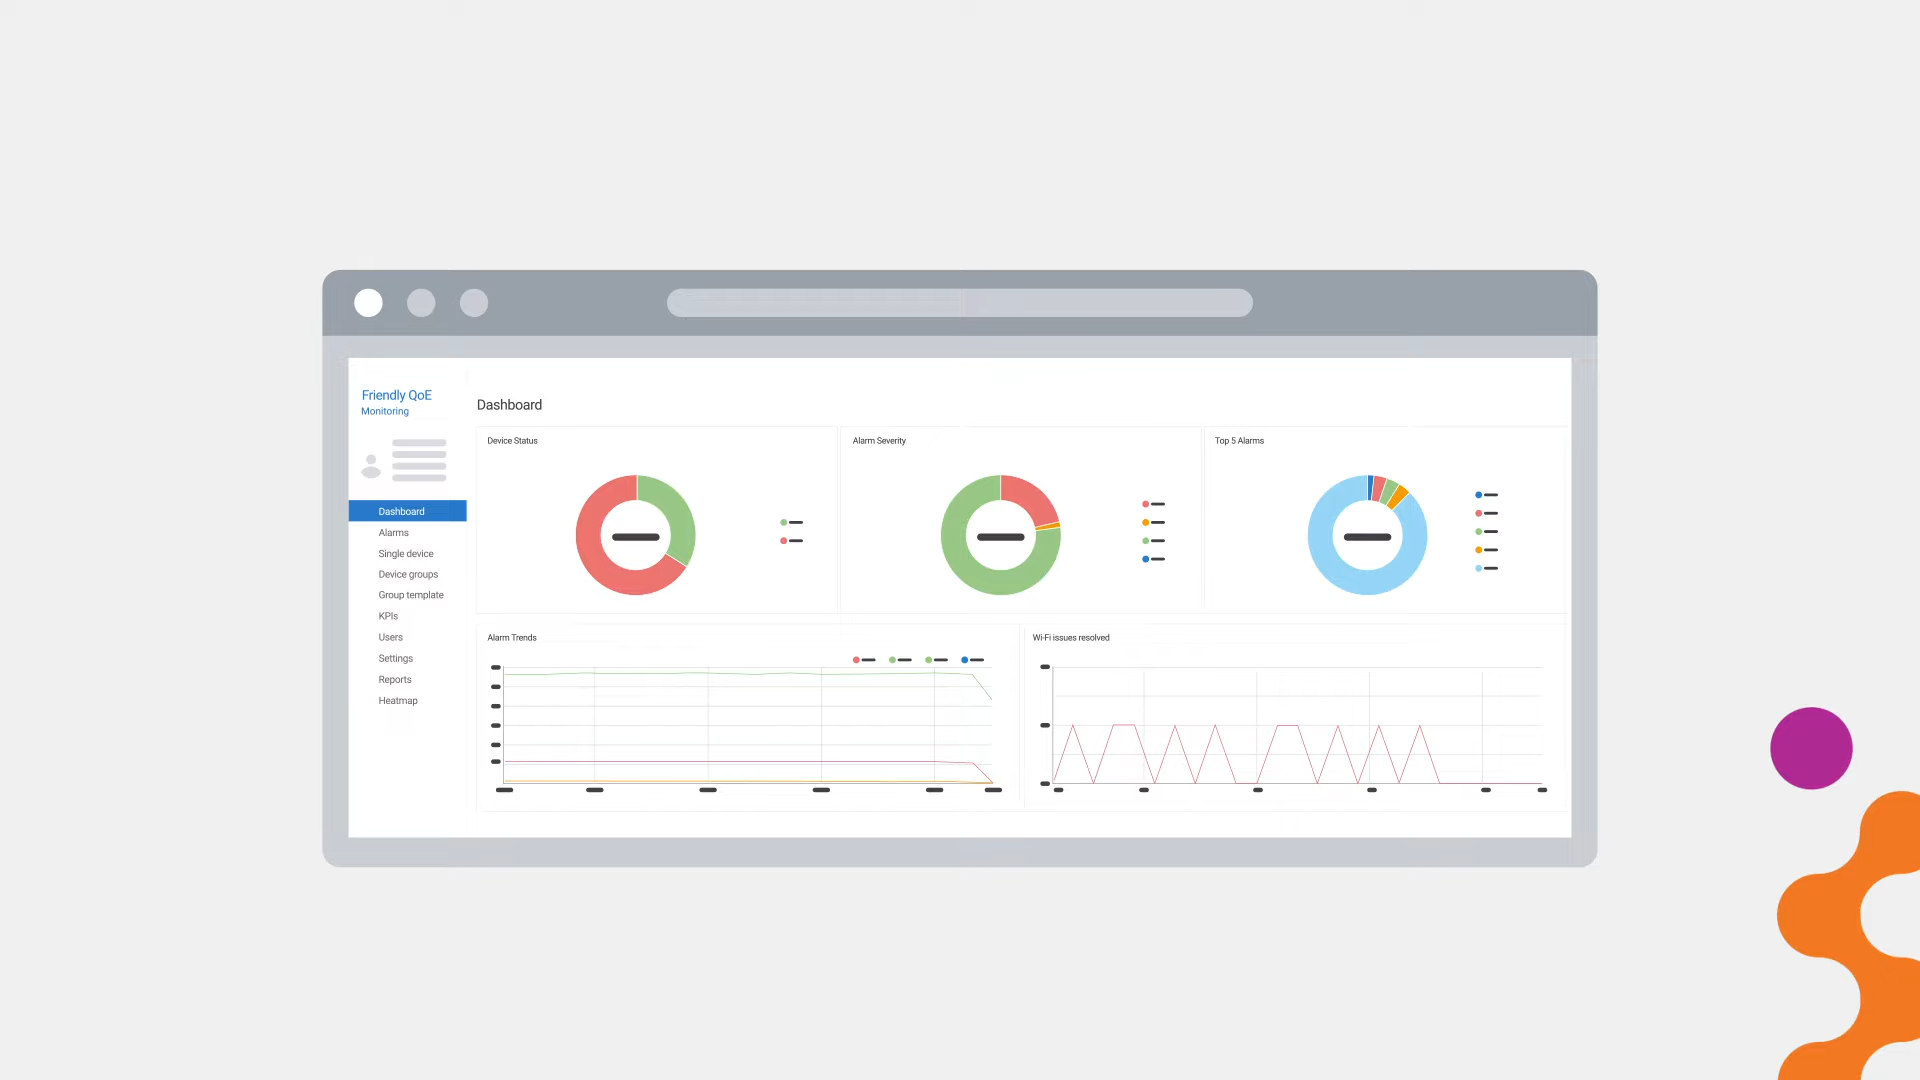 Friendly QoE
Monitoring
Dashboard
Alarms
Single device
Device groups
Group template
KPIs
Users
Settings
Reports
Heatmap
Dashboard
Device Status
Alarm Severity
Top 5 Alarms
Alarm Trends
Wi-Fi issues resolved